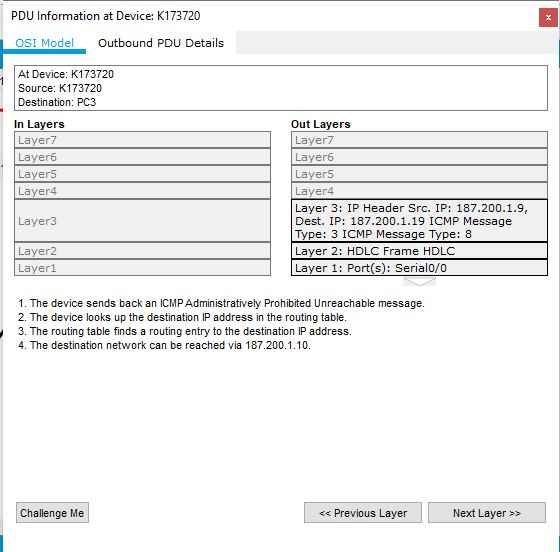 PDU Information at Device: K173720
x
OSI Model
Outbound PDU Details
At Device: K173720
Source: K173720
Destination: PC3
In Layers
Layer7
Layer6
Layer5
Layer4
Layer3
Layer2
Layer1
Out Layers
Layer7
Layer6
Layer5
Layer4
Layer 3: IP Header Src. IP: 187.200.1.9,
Dest. IP: 187.200.1.19 ICMP Message
Type: 3 ICMP Message Type: 8
Layer 2: HDLC Frame HDLC
Layer 1: Port(s): Serial0/0
1. The device sends back an ICMP Administratively Prohibited Unreachable message.
2. The device looks up the destination IP address in the routing table.
3. The routing table finds a routing entry to the destination IP address.
4. The destination network can be reached via 187.200.1.10.
Challenge Me
<< Previous Layer
Next Layer >>